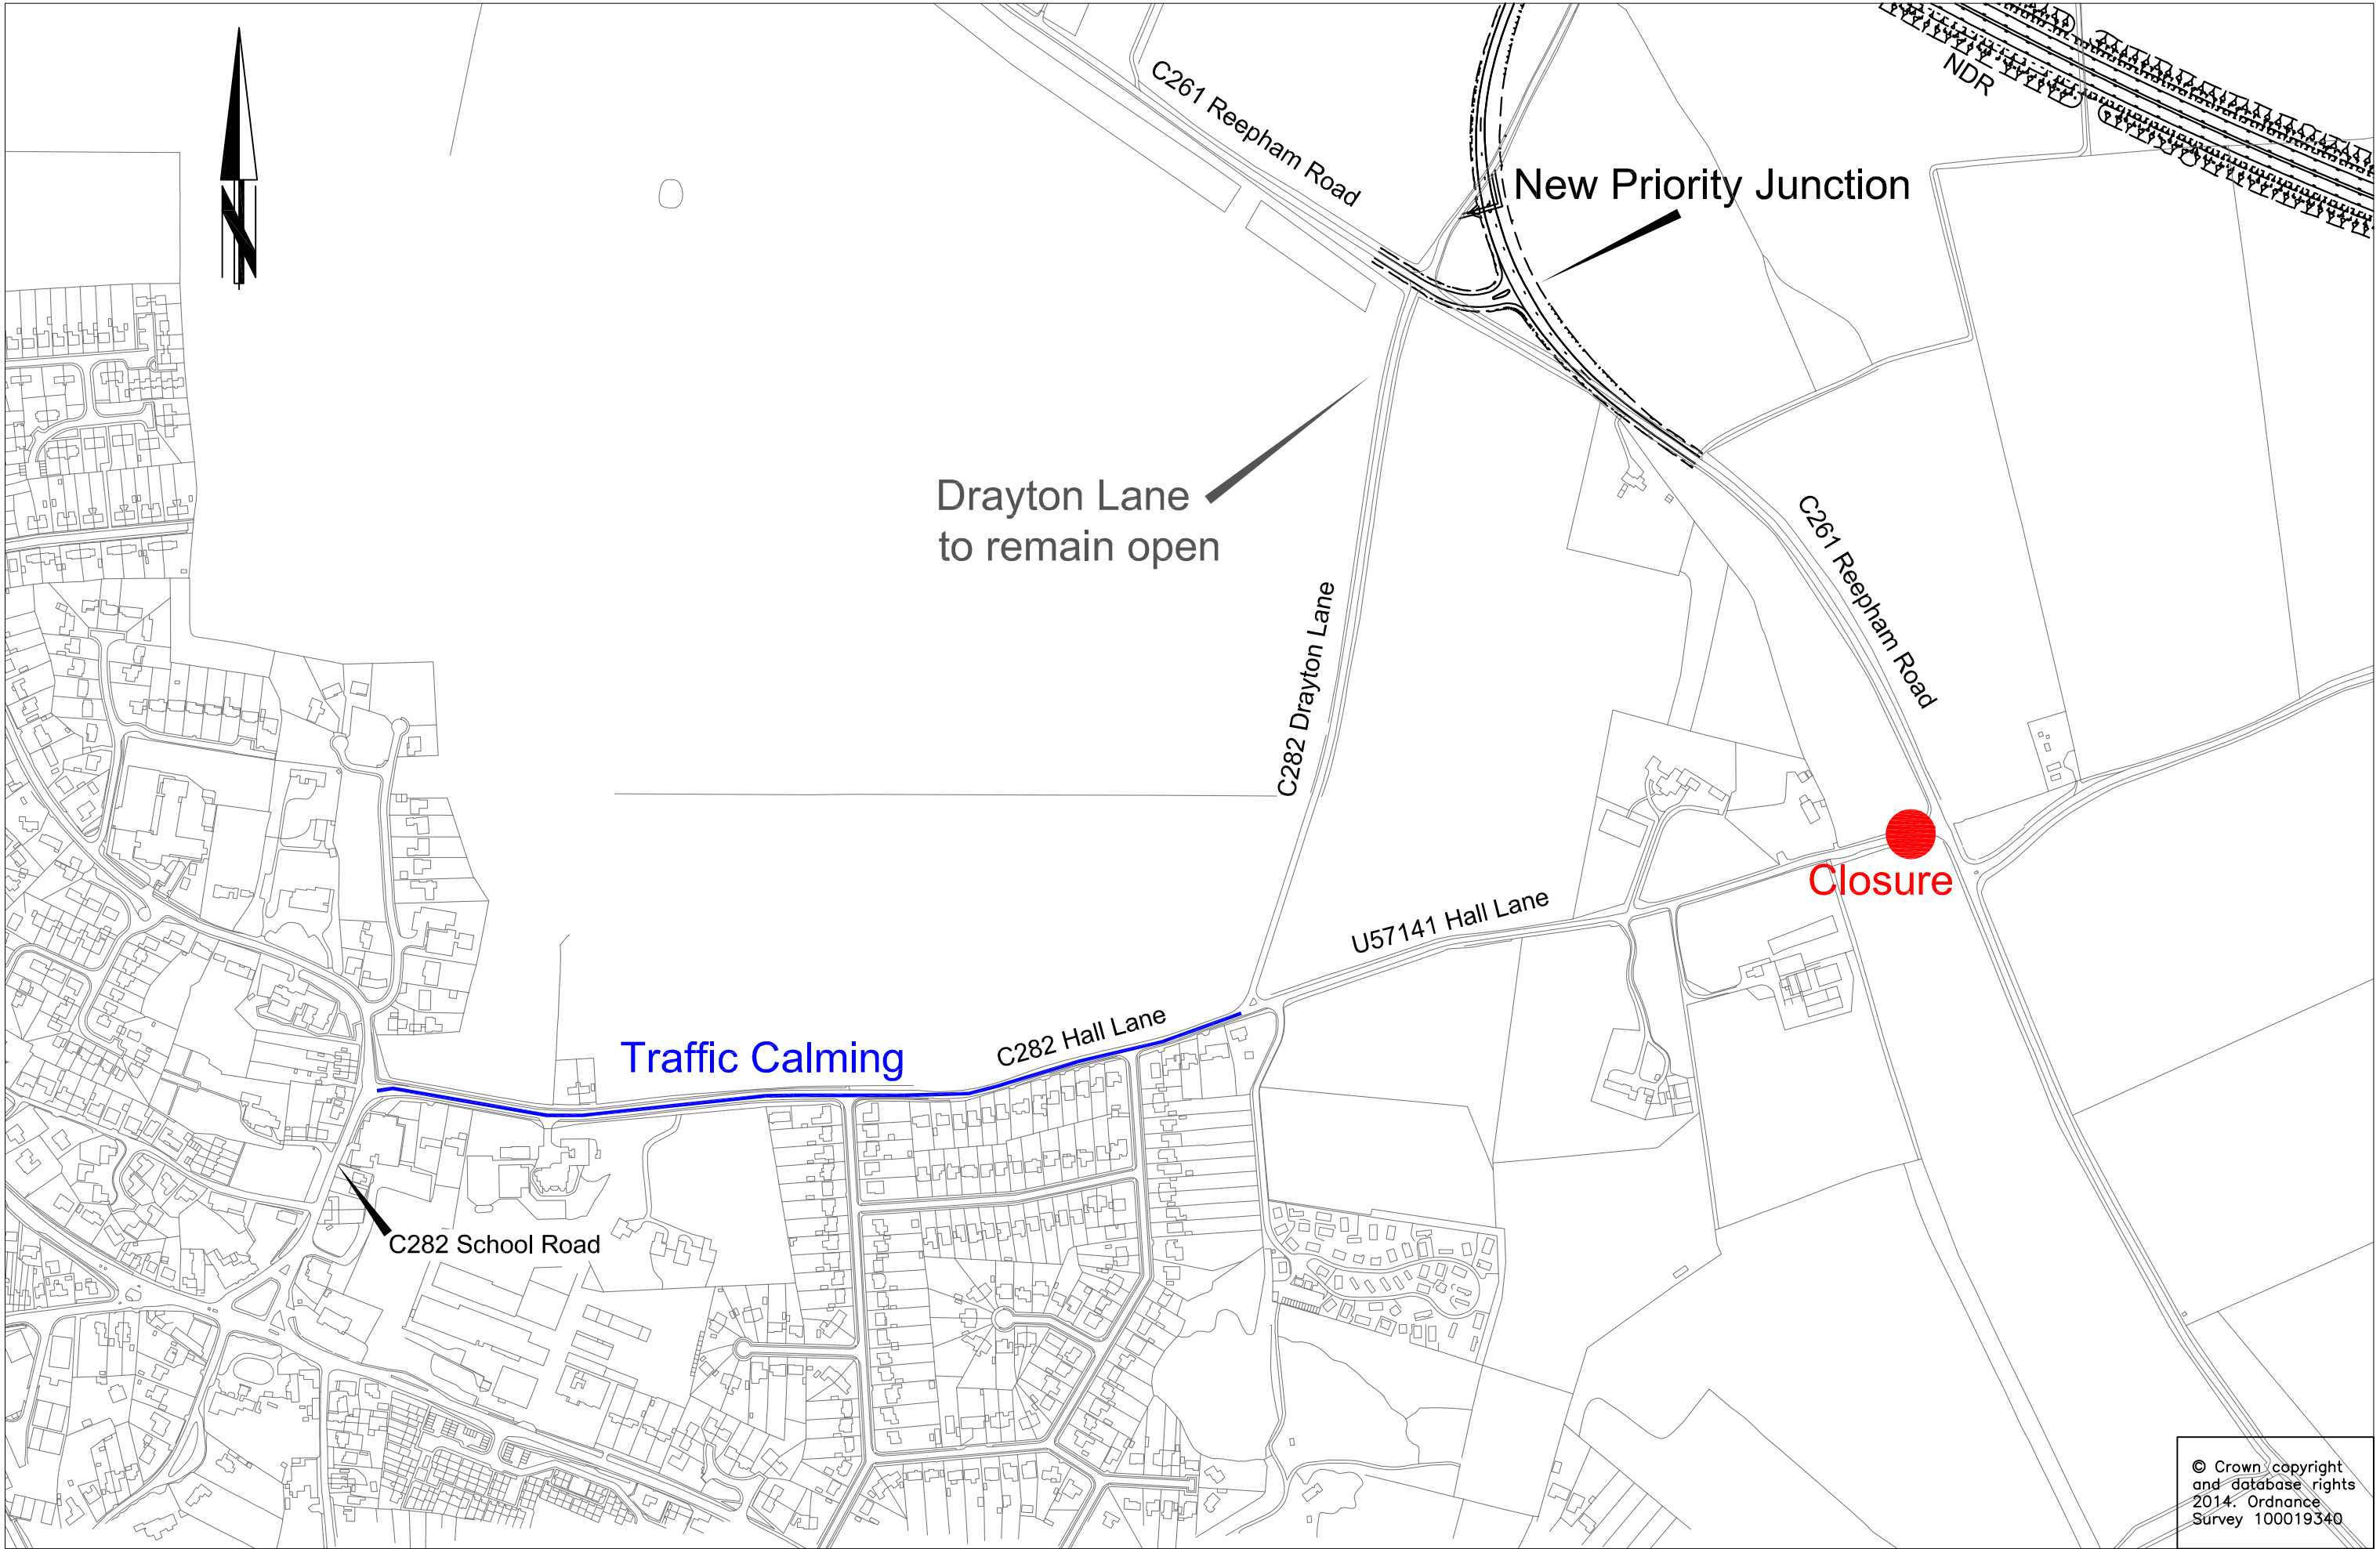 C261 Reepham Road
NDR
New Priority Junction
Drayton Lane
to remain open
C261 Reepham Road
C282 Drayton Lane
Closure
U57141 Hall Lane
C282 Hall Lane
Traffic Calming
C282 School Road
© Crown copyright
and database rights
2014. Ordnance
Survey 100019340
N